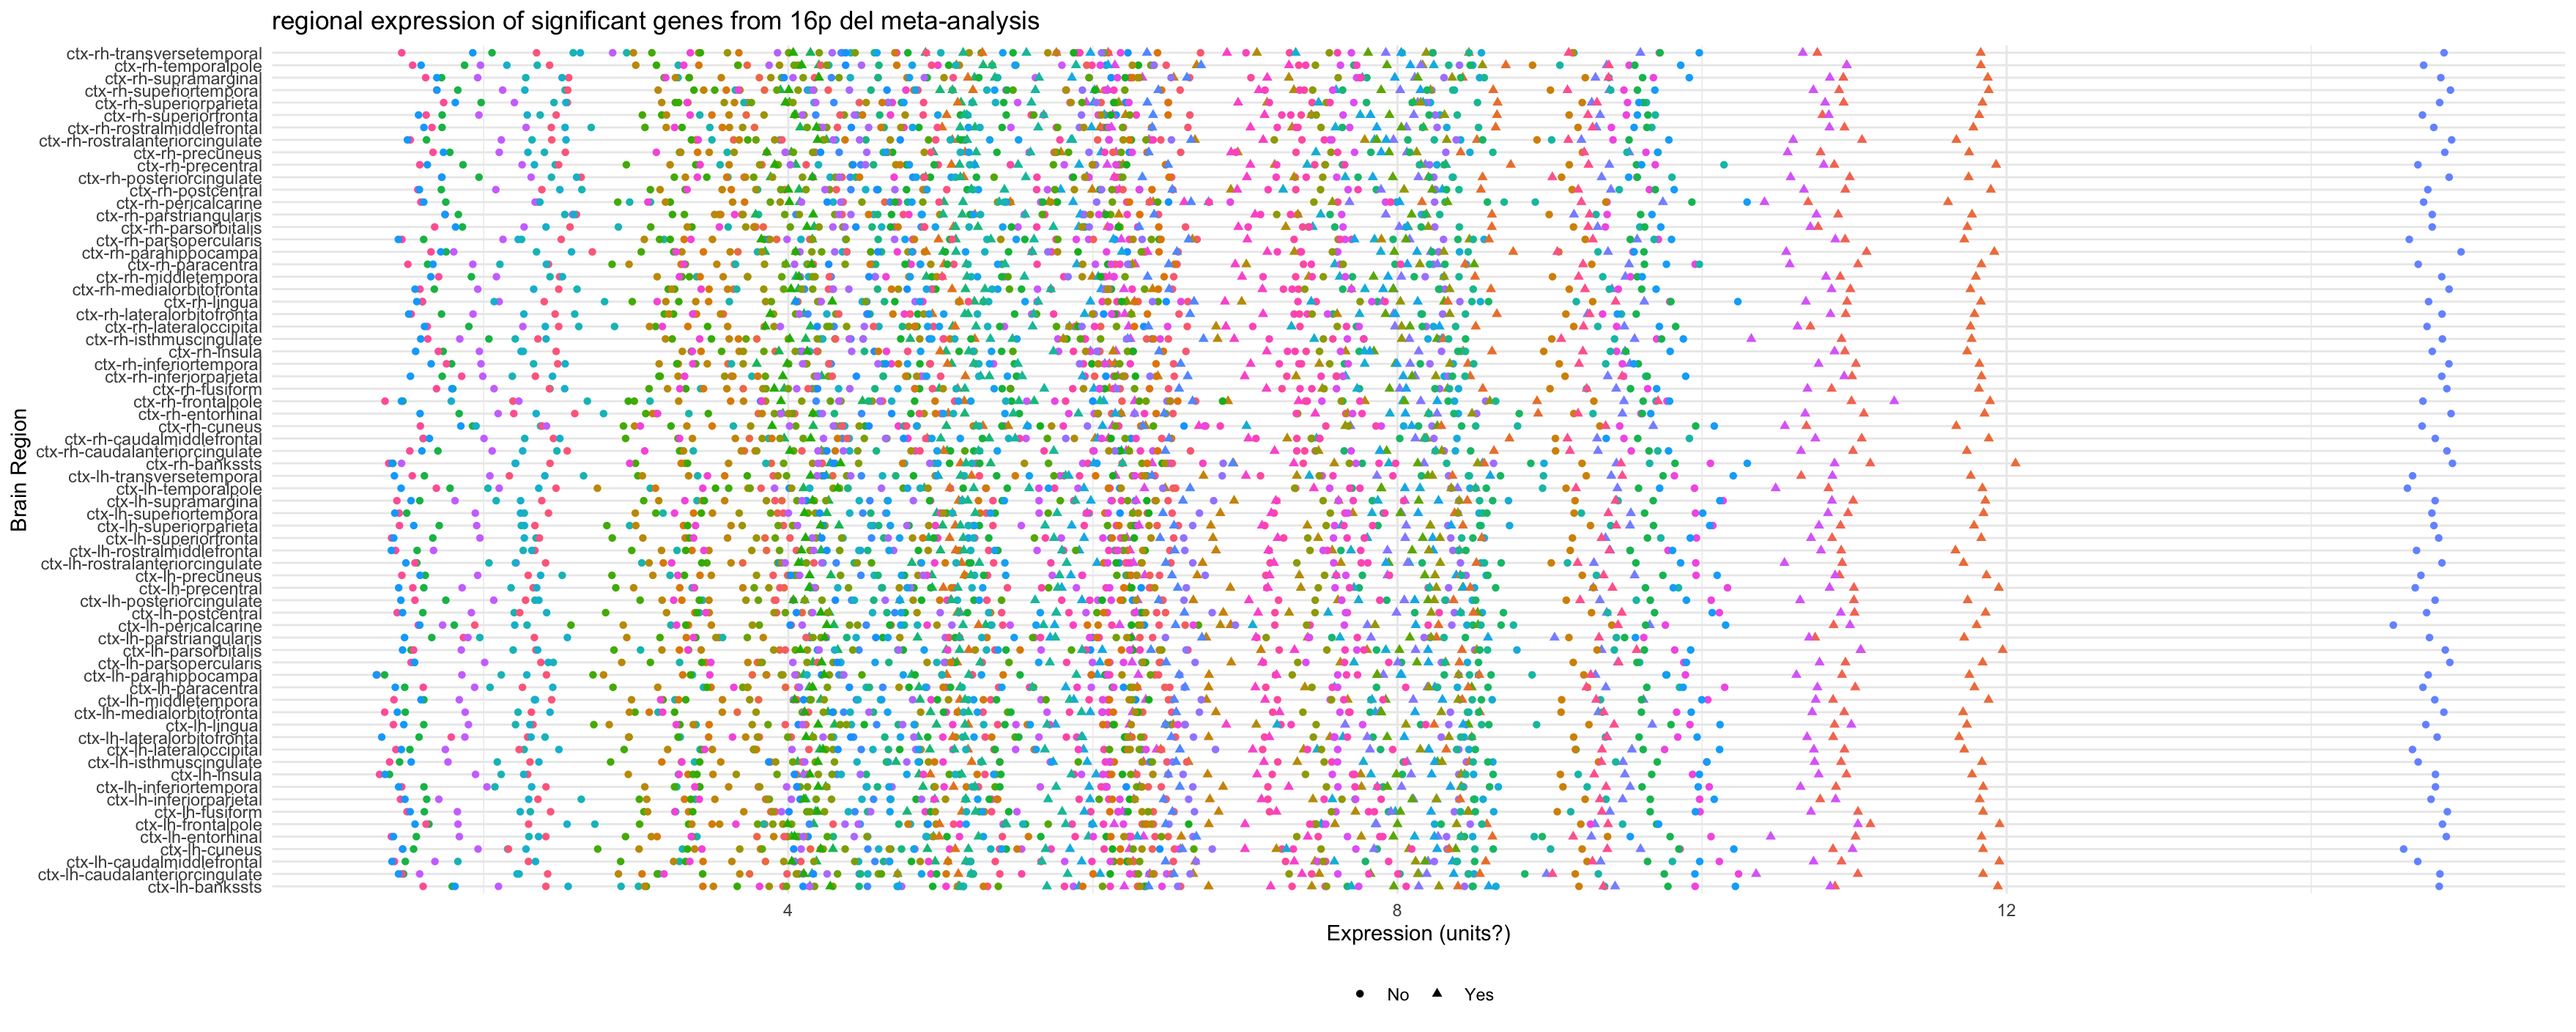 regional expression of significant genes from 16p del meta-analysis
Brain Region
ctx-rh-transversetemporal
ctx-rh-temporalpole
ctx-rh-supramarginal
ctx-rh-superiortemporal
ctx-rh-superiorparieta
ctx-rh-superiorfrontal
ctx-rh-rostralmiddlefrontal
ctx-rh-rostralanteriorcingulate
ctx-rh-precuneus
ctx-rh-precentral
ctx-rh-posteriorcingulate
ctx-rh-postcentral
ctx-rh-pericalcarine
ctx-rh-parstriangularis
ctx-rh-parsorbitalis
ctx-rh-parsopercularis
ctx-rh-parahippocampal
ctx-rh-paracentral
ctx-rh-middletemporal
ctx-rh-medialorbitofrontal
ctx-rh-lingual
ctx-rh-lateralorbitofrontal
ctx-rh-lateraloccipital
ctx-rh-isthmuscingulate
ctx-rh-insula
ctx-rh-inferiortemporal
ctx-rh-inferiorparietal
ctx-rh-fusiform
ctx-rh-frontalpole
ctx-rh-entorhinal
ctx-rh-cuneus
ctx-rh-caudalmiddlefrontal
ctx-rh-caudalanteriorcingulate
ctx-rh-bankssts
ctx-lh-transversetemporal
ctx-lh-temporalpole
ctx-lh-supramarginal
ctx-lh-superiortemporal
ctx-lh-superiorparieta
ctx-lh-superiorfrontal
ctx-lh-rostralmiddlefrontal
ctx-lh-rostralanteriorcingulate
ctx-lh-precuneus
ctx-lh-precentral
ctx-lh-posteriorcingulate
ctx-lh-postcentral
ctx-lh-pericalcarine
ctx-lh-parstriangularis
ctx-lh-parsorbitalis
ctx-lh-parsopercularis
ctx-lh-parahippocampal
ctx-lh-paracentral
ctx-lh-middletempora
ctx-lh-medialorbitofrontal
ctx-lh-lingual
ctx-lh-lateralorbitofrontal
ctx-lh-lateraloccipital
ctx-lh-isthmuscingulate
ctx-lh-insula
ctx-lh-inferiortemporal
ctx-lh-inferiorparietal
ctx-lh-fusiform
ctx-lh-frontalpole
ctx-lh-entorhinal
ctx-lh-cuneus
ctx-lh-caudalmiddlefrontal
ctx-lh-caudalanteriorcingulate
ctx-lh-bankssts
4 8 12
Expression (units?)
No Yes